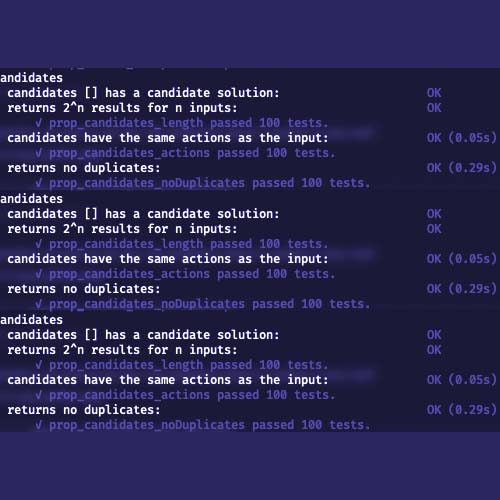 andidates
candidates [] has a candidate solution: OK
returns 2^n results for n inputs: OK
√ prop_candidates_length passed 100 tests.
candidates have the same actions as the input: OK (0.05s)
√ prop_candidates_actions passed 100 tests.
returns no duplicates: OK (0.29s)
√ prop_candidates_noDuplicates passed 100 tests.
andidates
candidates [] has a candidate solution: OK
returns 2^n results for n inputs: OK
√ prop_candidates_length passed 100 tests.
candidates have the same actions as the input: OK (0.05s)
√ prop_candidates_actions passed 100 tests.
returns no duplicates: OK (0.29s)
√ prop_candidates_noDuplicates passed 100 tests.
andidates
candidates [] has a candidate solution: OK
returns 2^n results for n inputs: OK
√ prop_candidates_length passed 100 tests.
candidates have the same actions as the input: OK (0.05s)
√ prop_candidates_actions passed 100 tests.
returns no duplicates: OK (0.29s)
√ prop_candidates_noDuplicates passed 100 tests.